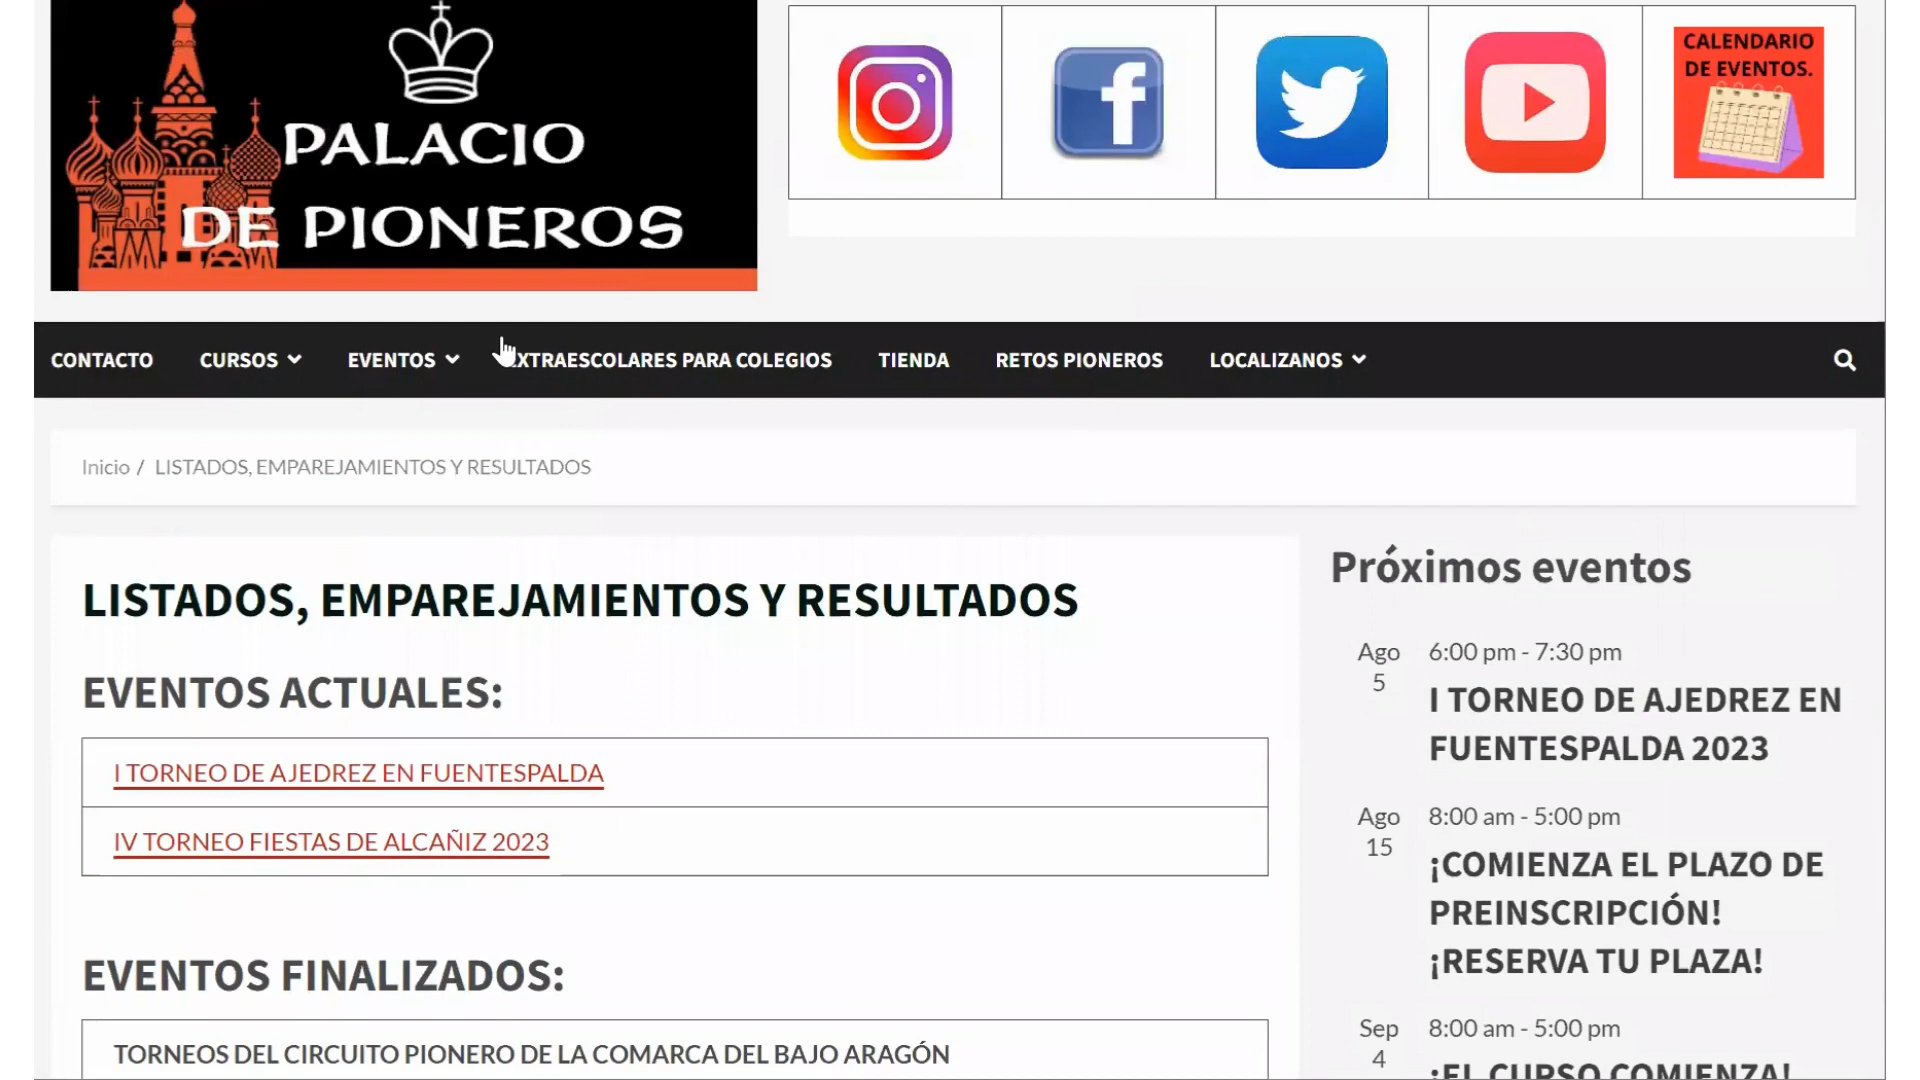 PALACIO
DE PIONEROS
CALENDARIO
DE EVENTOS.
CONTACTO CURSOS EVENTOS EXTRAESCOLARES PARA COLEGIOS TIENDA RETOS PIONEROS LOCALIZANOS
Inicio / LISTADOS, EMPAREJAMIENTOS Y RESULTADOS
LISTADOS, EMPAREJAMIENTOS Y RESULTADOS
EVENTOS ACTUALES:
I TORNEO DE AJEDREZ EN FUENTESPALDA
IV TORNEO FIESTAS DE ALCAÑIZ 2023
EVENTOS FINALIZADOS:
TORNEOS DEL CIRCUITO PIONERO DE LA COMARCA DEL BAJO ARAGÓN
Próximos eventos
Ago
5
6:00 pm - 7:30 pm
I TORNEO DE AJEDREZ EN
FUENTESPALDA 2023
Ago
15
8:00 am - 5:00 pm
¡COMIENZA EL PLAZO DE
PREINSCRIPCIÓN!
¡RESERVA TU PLAZA!
Sep
4
8:00 am - 5:00 pm
¡EL CURSO COMIENZA!